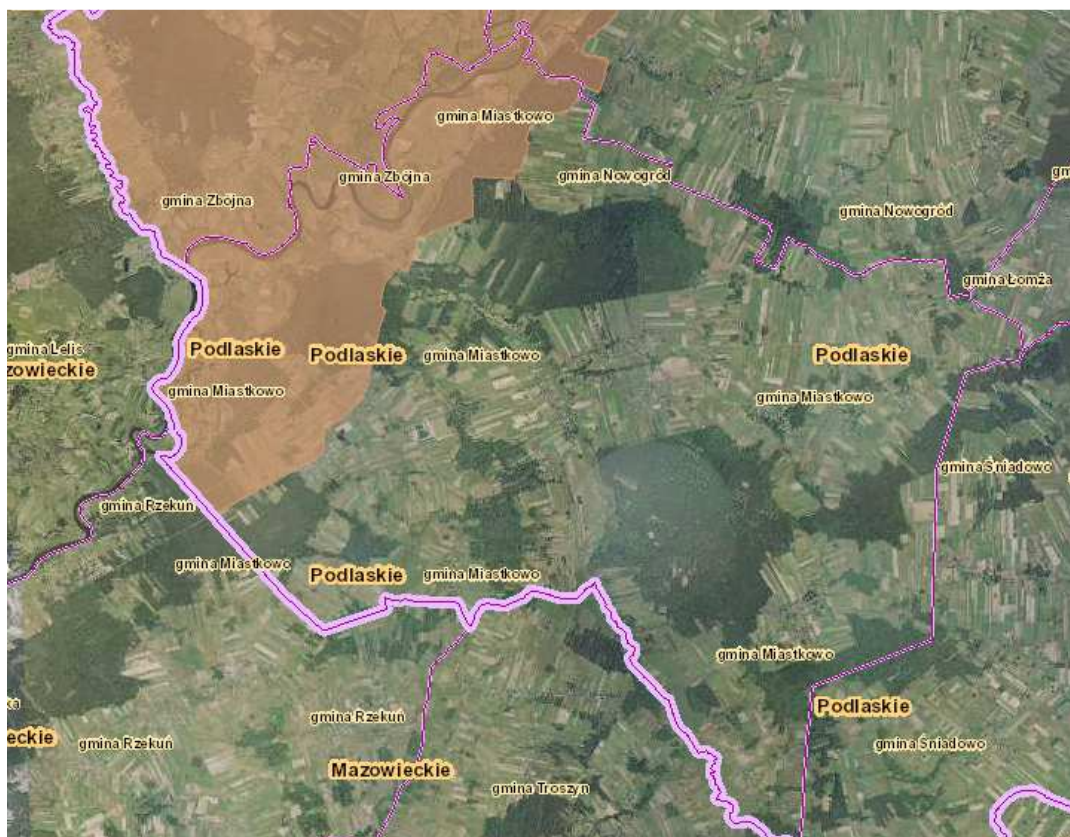 gmina Miastkowo
gmina Zbójna
gmina Nowogród
gmina Zbójna
gmina Nowogród
gmina Łomża
gmina Lelis
zowieckie
Podlaskie
Podlaskie
gmina Miastkowo
Podlaskie
gmina Miastkowo
gmina Miastkowo
gmina Śniadowo
gmina Rzekuń
gmina Miastkowo
Podlaskie
gmina Miastkowo
gmina Miastkowo
Podlaskie
gmina Rzekuń
eckie
gmina Rzekuń
gmina Śniadowo
Mazowieckie
gmina Troszyn